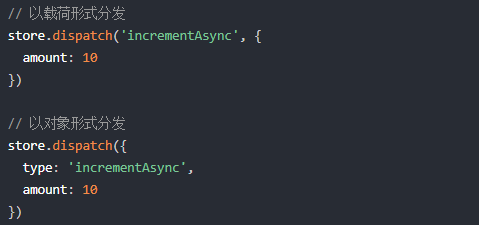 // 以载荷形式分发
store.dispatch('incrementAsync', {
  amount: 10
})

// 以对象形式分发
store.dispatch({
  type: 'incrementAsync',
  amount: 10
})